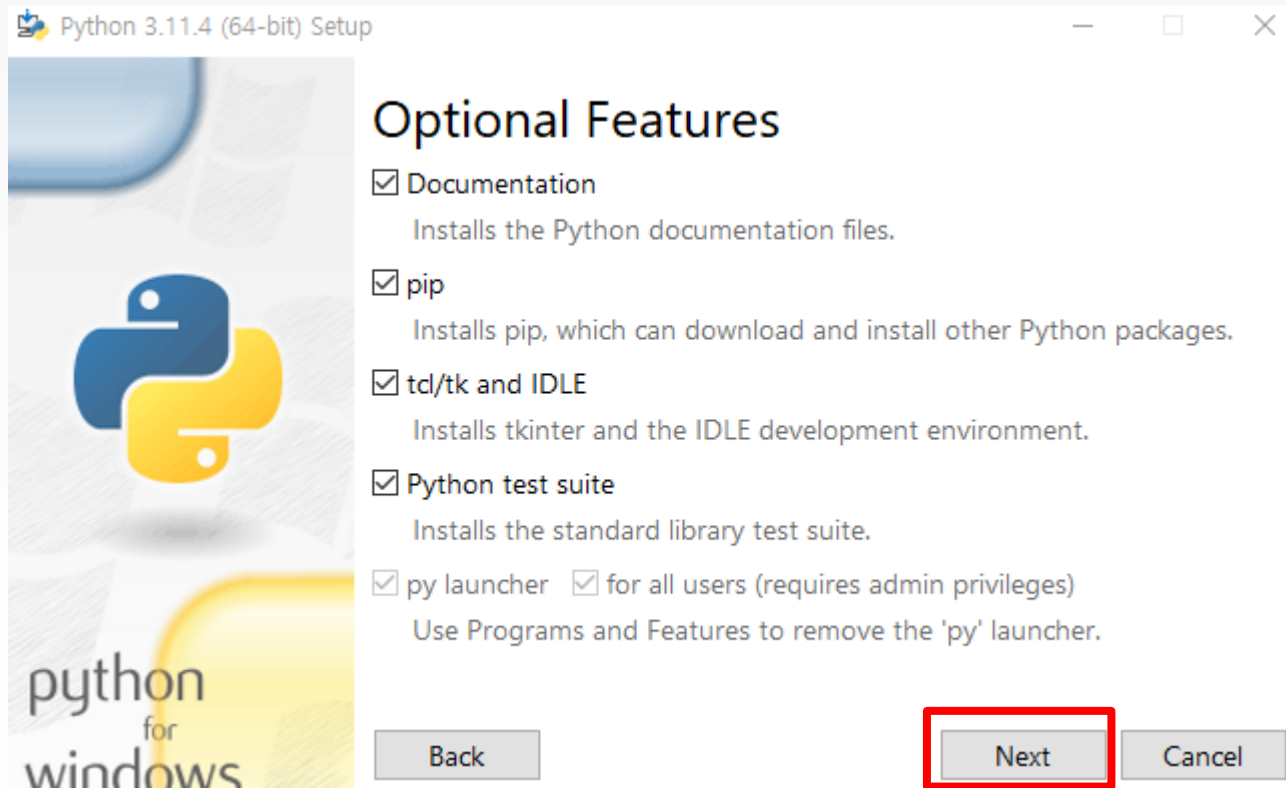 Python 3.11.4 (64-bit) Setup
Optional Features
Documentation
Installs the Python documentation files.
pip
Installs pip, which can download and install other Python packages.
tcl/tk and IDLE
Installs tkinter and the IDLE development environment.
Python test suite
Installs the standard library test suite.
py launcher for all users (requires admin privileges)
Use Programs and Features to remove the 'py' launcher.
python
for
windows
Back Next Cancel